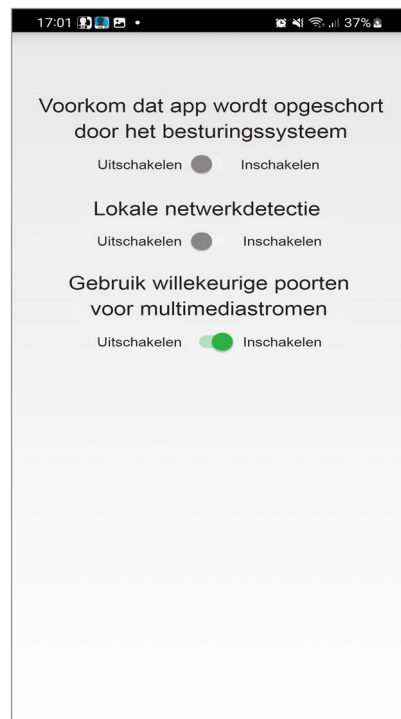 17:01 37%
Voorkom dat app wordt opgeschort
door het besturingssysteem
Uitschakelen Inschakelen
Lokale netwerkdetectie
Uitschakelen Inschakelen
Gebruik willekeurige poorten
voor multimediastromen
Uitschakelen Inschakelen